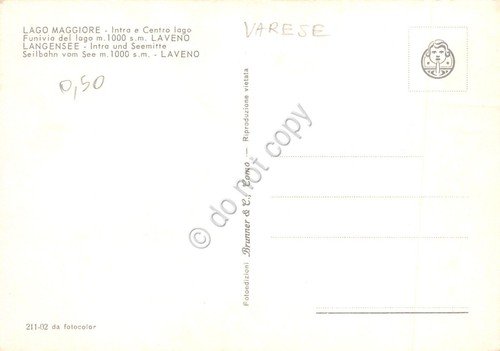 LAGO MAGGIORE - Intra e Centro lago
Funivia del lago m. 1000 s.m. LAVENO
LANGENSEE - Intra und Seemitte
Seilbahn vom See m. 1000 s.m. - LAVENO
0,50
VARESE
Fotoedizioni Brunner & C., Como - Riproduzione vietata
© do not copy
211-02 da fotocolor